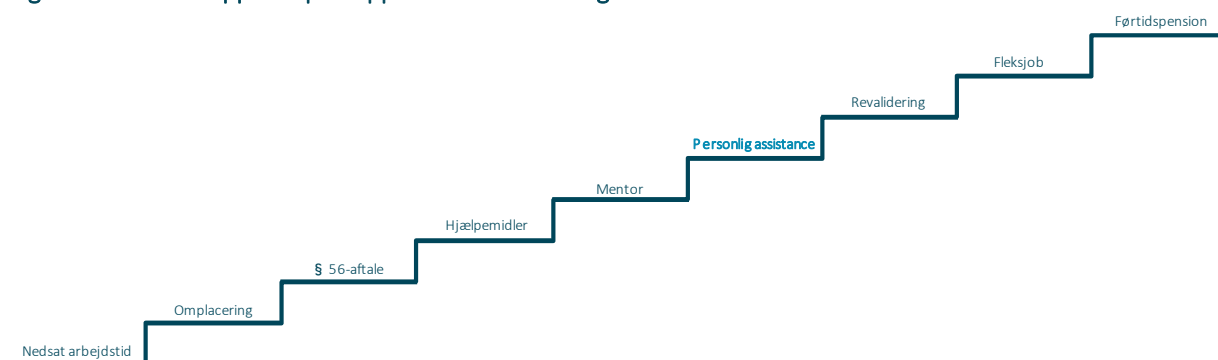 Førtidspension
Fleksjob
Revalidering
Personlig assistance
Mentor
Hjælpemidler
§ 56-aftale
Omplacering
Nedsat arbejdstid